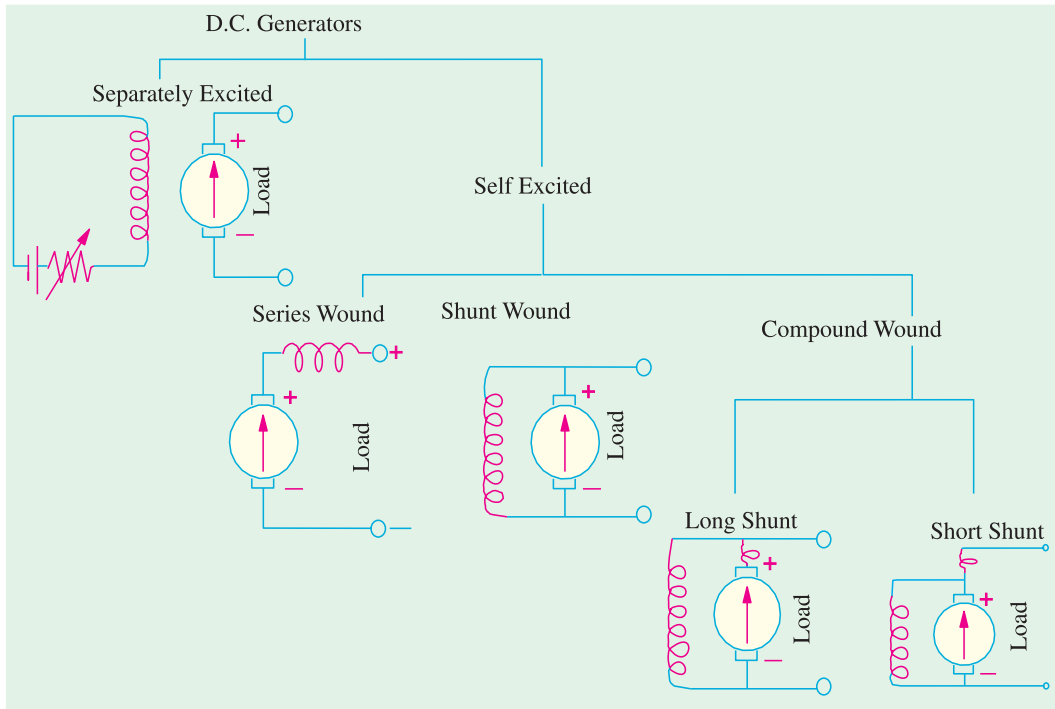 D.C. Generators
Separately Excited
+
Load
−
Self Excited
Series Wound
Shunt Wound
Compound Wound
+
+
Load
−
−
+
Load
−
Long Shunt
Short Shunt
+
Load
−
+
Load
−